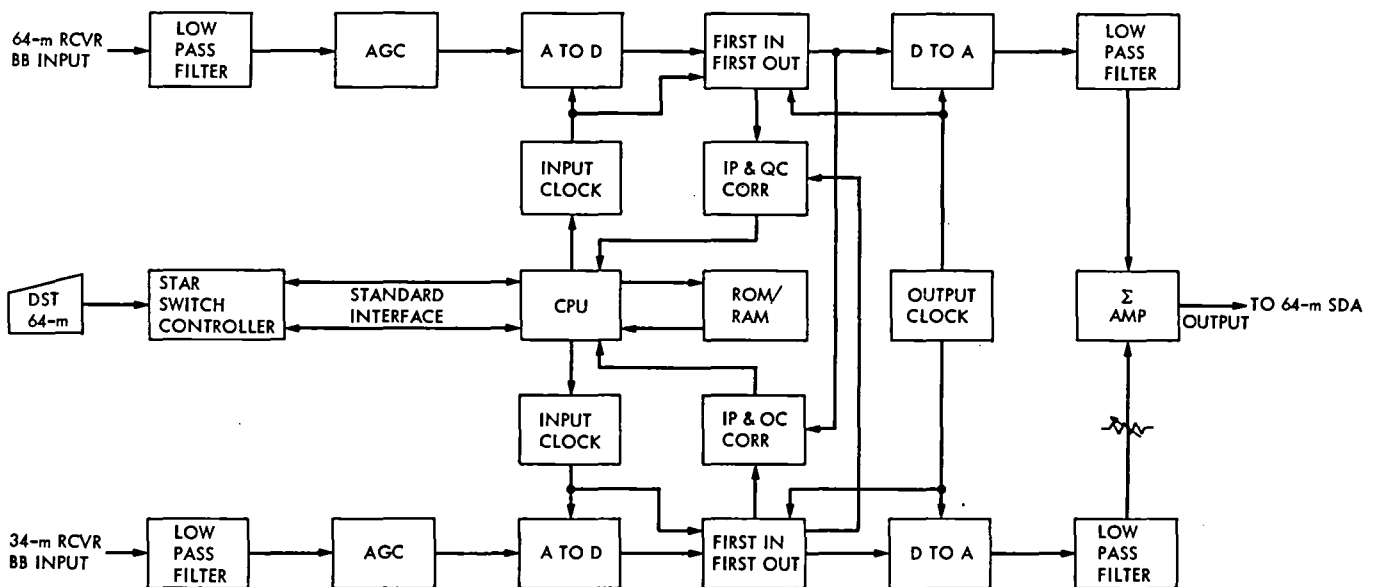 64-m RCVR
BB INPUT
LOW
PASS
FILTER
AGC
A TO D
FIRST IN
FIRST OUT
D TO A
LOW
PASS
FILTER
INPUT
CLOCK
IP & QC
CORR
DST
64-m
STAR
SWITCH
CONTROLLER
STANDARD
INTERFACE
CPU
ROM/
RAM
OUTPUT
CLOCK
Σ
AMP
OUTPUT
TO 64-m SDA
INPUT
CLOCK
IP & OC
CORR
34-m RCVR
BB INPUT
LOW
PASS
FILTER
AGC
A TO D
FIRST IN
FIRST OUT
D TO A
LOW
PASS
FILTER